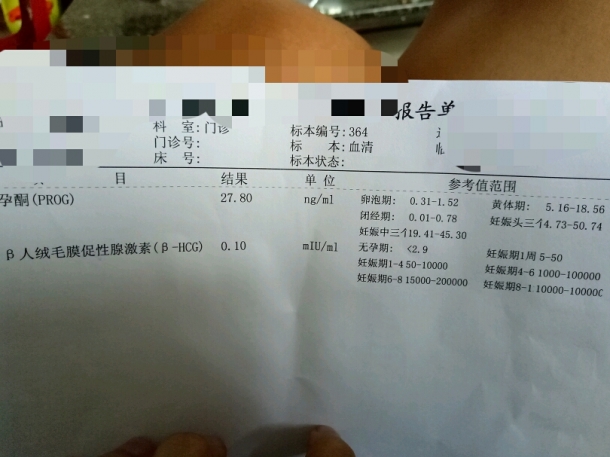 报告单
科 室:门诊 标本编号:364
门诊号: 标 本:血清
床 号: 标本状态:
目 结果 单 位 参考值范围
孕酮(PROG) 27.80 ng/ml 卵泡期: 0.31-1.52 黄体期: 5.16-18.56
闭经期: 0.01-0.78 妊娠头三个4.73-50.74
妊娠中三个19.41-45.30
β人绒毛膜促性腺激素(β-HCG) 0.10 mIU/ml 无孕期: <2.9 妊娠期1周 5-50
妊娠期1-4 50-10000 妊娠期4-6 1000-100000
妊娠期6-8 15000-200000 妊娠期8-1 10000-100000